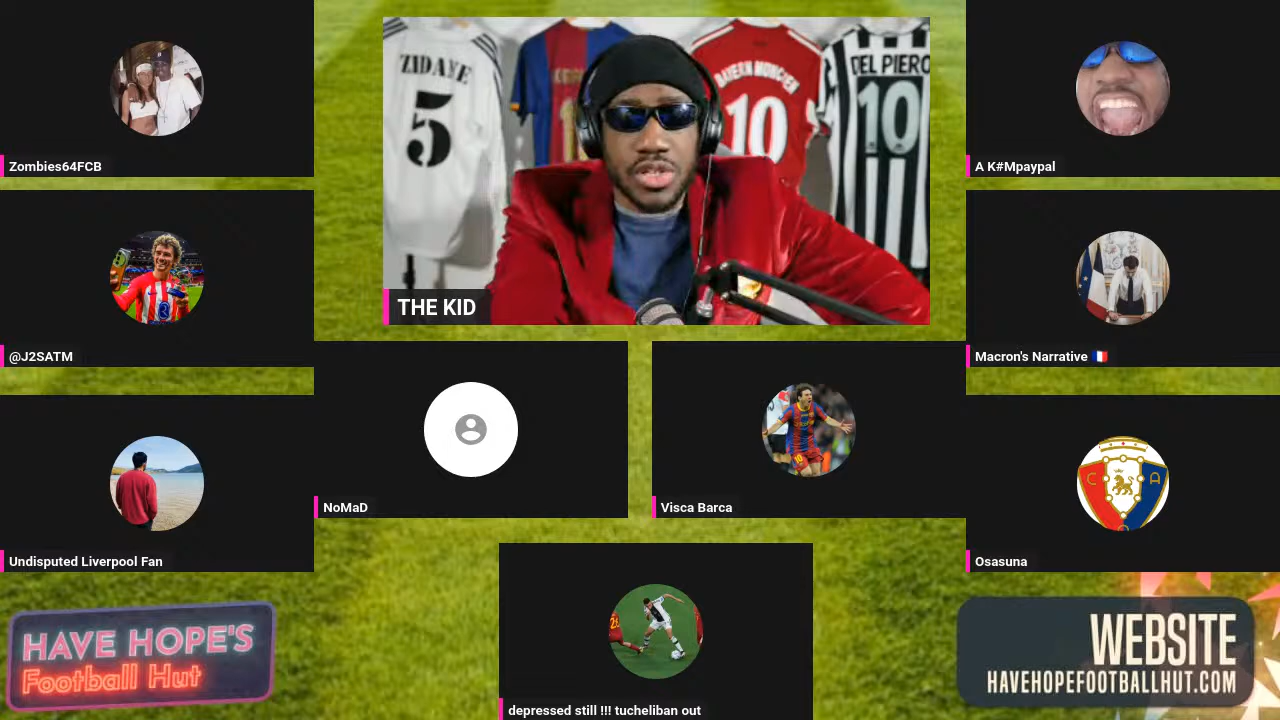 Zombies64FCB
ZIDANE
5
BAYERN MÜNCHEN
10
DEL PIERO
10
THE KID
A K#Mpaypal
@J2SATM
Macron's Narrative 🇫🇷
NoMaD
10
Visca Barca
Undisputed Liverpool Fan
C A
Osasuna
HAVE HOPE'S
Football Hut
depressed still !!! tucheliban out
WEBSITE
HAVEHOPEFOOTBALLHUT.COM